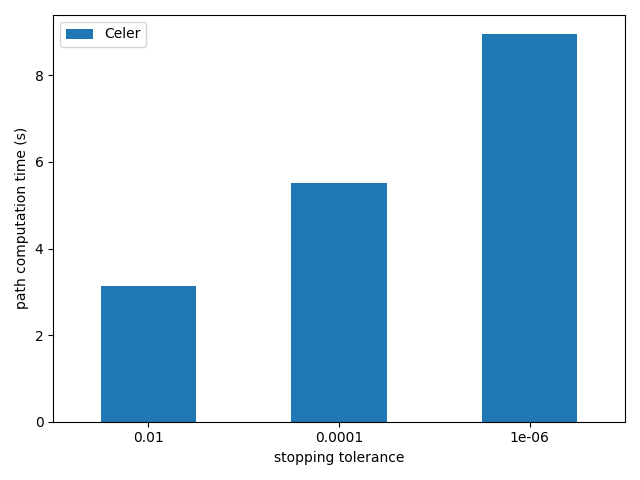 Celer
path computation time (s)
8
6
4
2
0
0.01 0.0001 1e-06
stopping tolerance